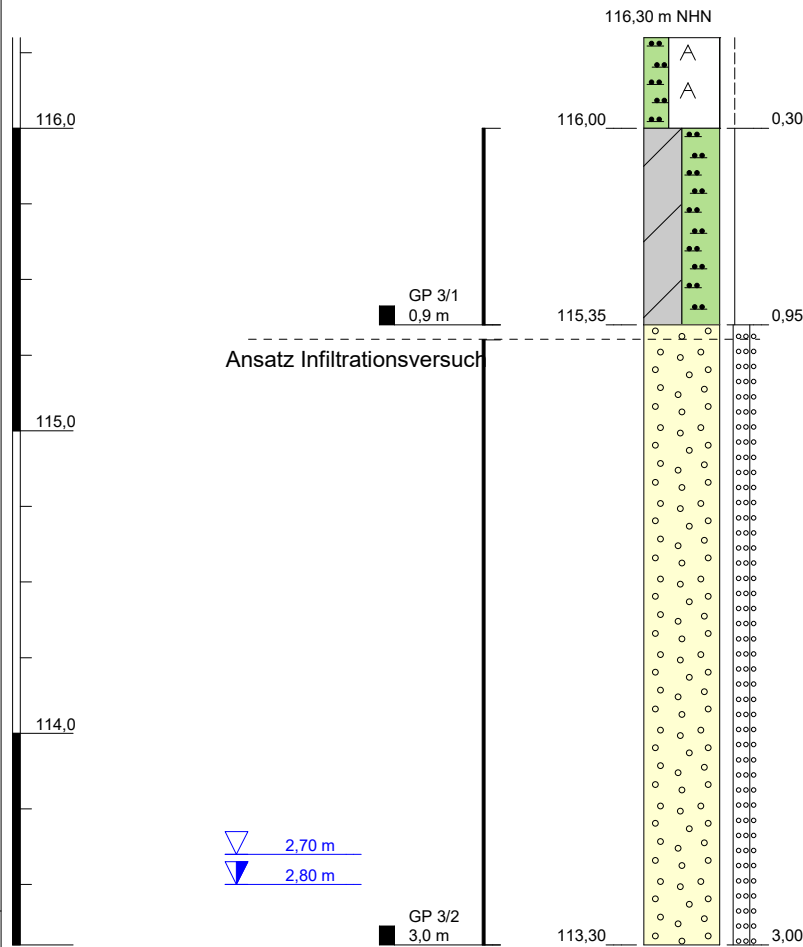 116,30 m NHN
A
A
116,0
116,00
0,30
GP 3/1
0,9 m
115,35
0,95
Ansatz Infiltrationsversuch
115,0
114,0
2,70 m
2,80 m
GP 3/2
3,0 m
113,30
3,00